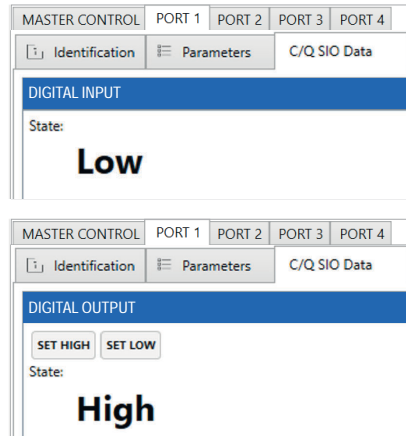 MASTER CONTROL PORT 1 PORT 2 PORT 3 PORT 4
Identification Parameters C/Q SIO Data
DIGITAL INPUT
State:
Low
MASTER CONTROL PORT 1 PORT 2 PORT 3 PORT 4
Identification Parameters C/Q SIO Data
DIGITAL OUTPUT
SET HIGH SET LOW
State:
High